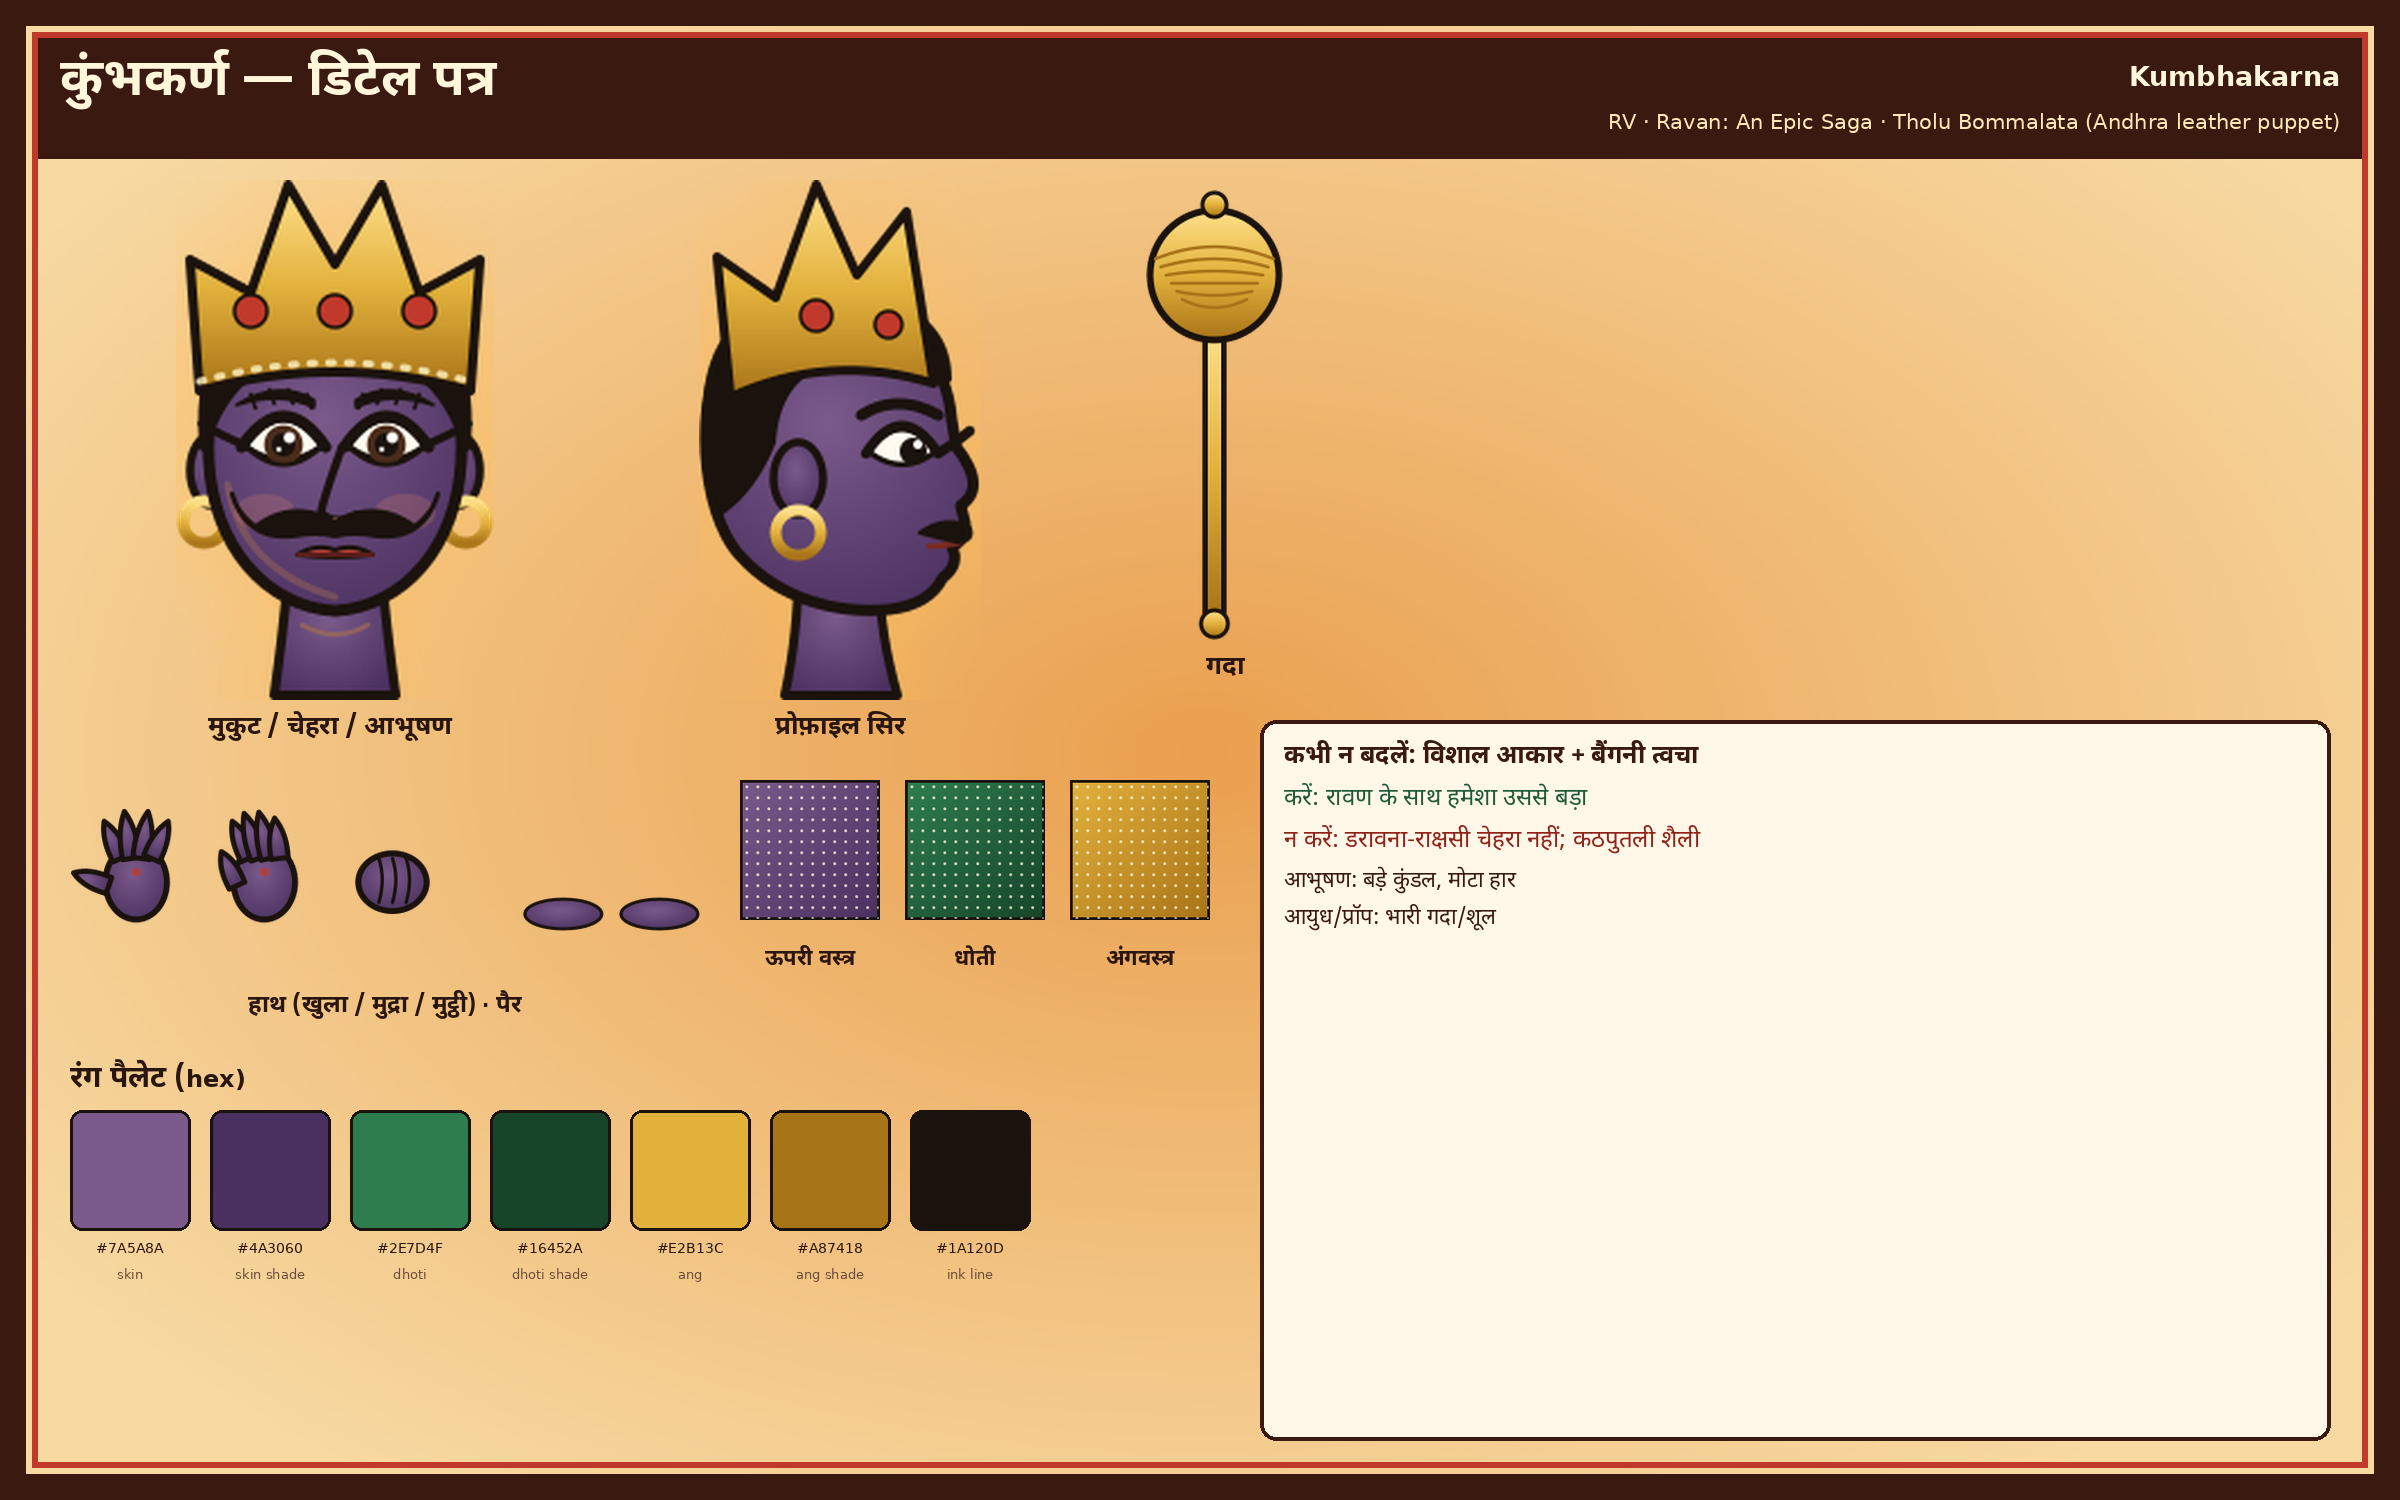 कुंभकर्ण — डिटेल पत्र
Kumbhakarna
RV · Ravan: An Epic Saga · Tholu Bommalata (Andhra leather puppet)
गदा
मुकुट / चेहरा / आभूषण
प्रोफ़ाइल सिर
कभी न बदलें: विशाल आकार + बैंगनी त्वचा
करें: रावण के साथ हमेशा उससे बड़ा
न करें: डरावना-राक्षसी चेहरा नहीं; कठपुतली शैली
आभूषण: बड़े कुंडल, मोटा हार
आयुध/प्रॉप: भारी गदा/शूल
ऊपरी वस्त्र
धोती
अंगवस्त्र
हाथ (खुला / मुद्रा / मुट्ठी) · पैर
रंग पैलेट (hex)
#7A5A8A
#4A3060
#2E7D4F
#16452A
#E2B13C
#A87418
#1A120D
skin
skin shade
dhoti
dhoti shade
ang
ang shade
ink line